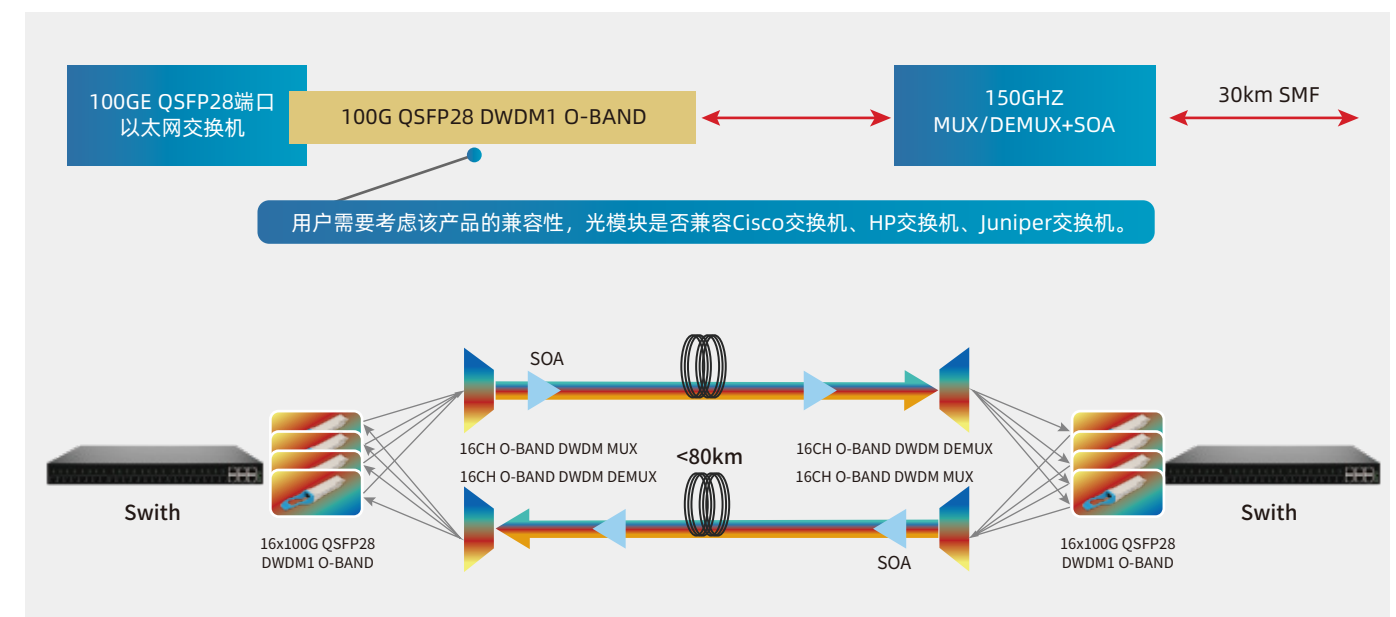 100GE QSFP28端口
以太网交换机
100G QSFP28 DWDM1 O-BAND
150GHZ
MUX/DEMUX+SOA
30km SMF
用户需要考虑该产品的兼容性，光模块是否兼容Cisco交换机、HP交换机、Juniper交换机。
SOA
16CH O-BAND DWDM MUX
16CH O-BAND DWDM DEMUX
<80km
16CH O-BAND DWDM DEMUX
16CH O-BAND DWDM MUX
Swith
16x100G QSFP28
DWDM1 O-BAND
SOA
16x100G QSFP28
DWDM1 O-BAND
Swith